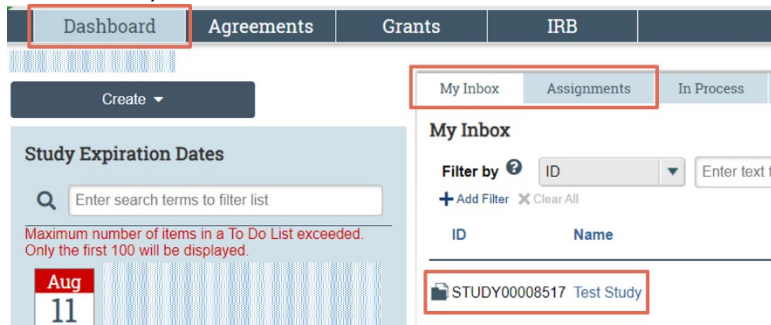 Dashboard Agreements Grants IRB
Create
My Inbox Assignments In Process
Study Expiration Dates
Enter search terms to filter list
Maximum number of items in a To Do List exceeded.
Only the first 100 will be displayed.
Aug
11
My Inbox
Filter by ? ID Enter text
+ Add Filter Clear All
ID Name
STUDY00008517 Test Study